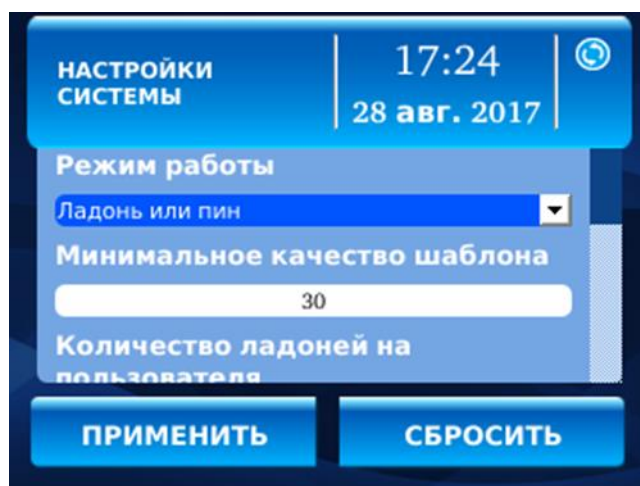 НАСТРОЙКИ
СИСТЕМЫ
17:24
28 авг. 2017
Режим работы
Ладонь или пин
Минимальное качество шаблона
30
Количество ладоней на
пользователя
ПРИМЕНИТЬ
СБРОСИТЬ